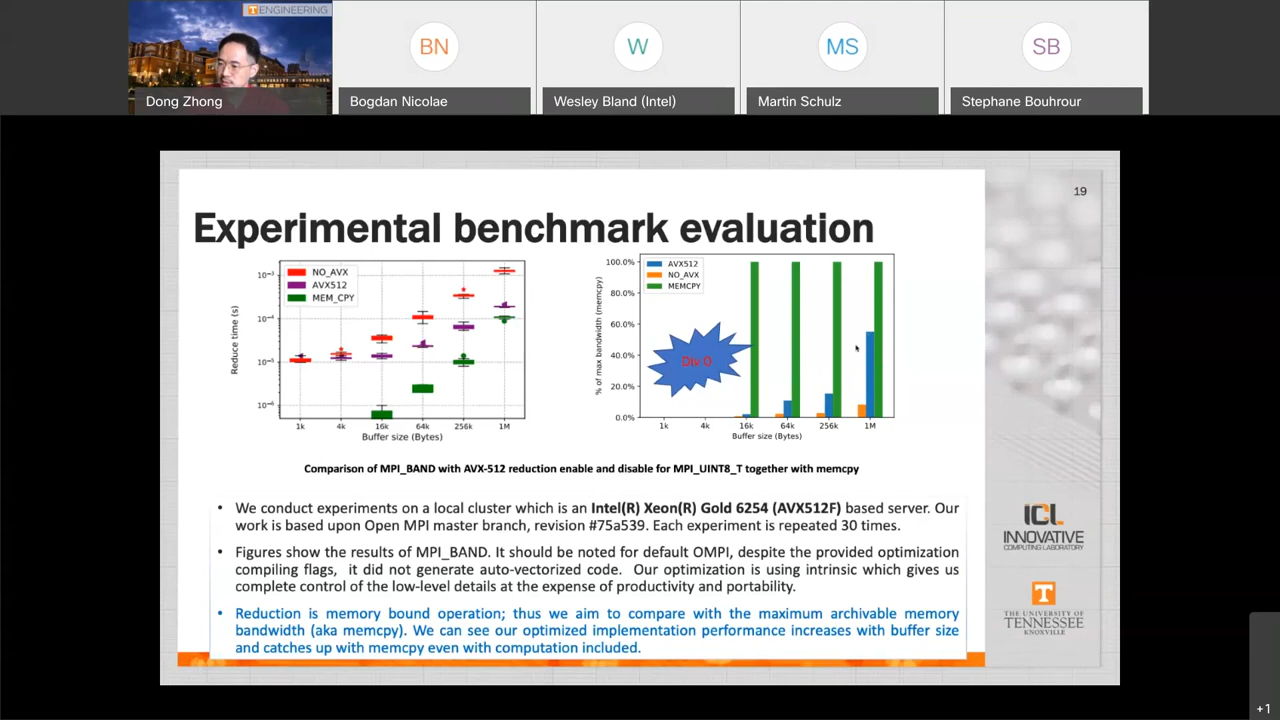 T ENGINEERING
BN
W
MS
SB
Dong Zhong
Bogdan Nicolae
Wesley Bland (Intel)
Martin Schulz
Stephane Bouhrour
19
Experimental benchmark evaluation
NO_AVX
AVX512
MEM_CPY
10⁻³
10⁻⁴
10⁻⁵
10⁻⁶
Reduce time (s)
1k 4k 16k 64k 256k 1M
Buffer size (Bytes)
AVX512
NO_AVX
MEMCPY
100.0%
80.0%
60.0%
40.0%
20.0%
0.0%
% of max bandwidth (memcpy)
Div 0
1k 4k 16k 64k 256k 1M
Buffer size (Bytes)
Comparison of MPI_BAND with AVX-512 reduction enable and disable for MPI_UINT8_T together with memcpy
• We conduct experiments on a local cluster which is an Intel(R) Xeon(R) Gold 6254 (AVX512F) based server. Our
work is based upon Open MPI master branch, revision #75a539. Each experiment is repeated 30 times.
• Figures show the results of MPI_BAND. It should be noted for default OMPI, despite the provided optimization
compiling flags, it did not generate auto-vectorized code. Our optimization is using intrinsic which gives us
complete control of the low-level details at the expense of productivity and portability.
• Reduction is memory bound operation; thus we aim to compare with the maximum archivable memory
bandwidth (aka memcpy). We can see our optimized implementation performance increases with buffer size
and catches up with memcpy even with computation included.
ICL
INNOVATIVE
COMPUTING LABORATORY
T
THE UNIVERSITY OF
TENNESSEE
KNOXVILLE
+1